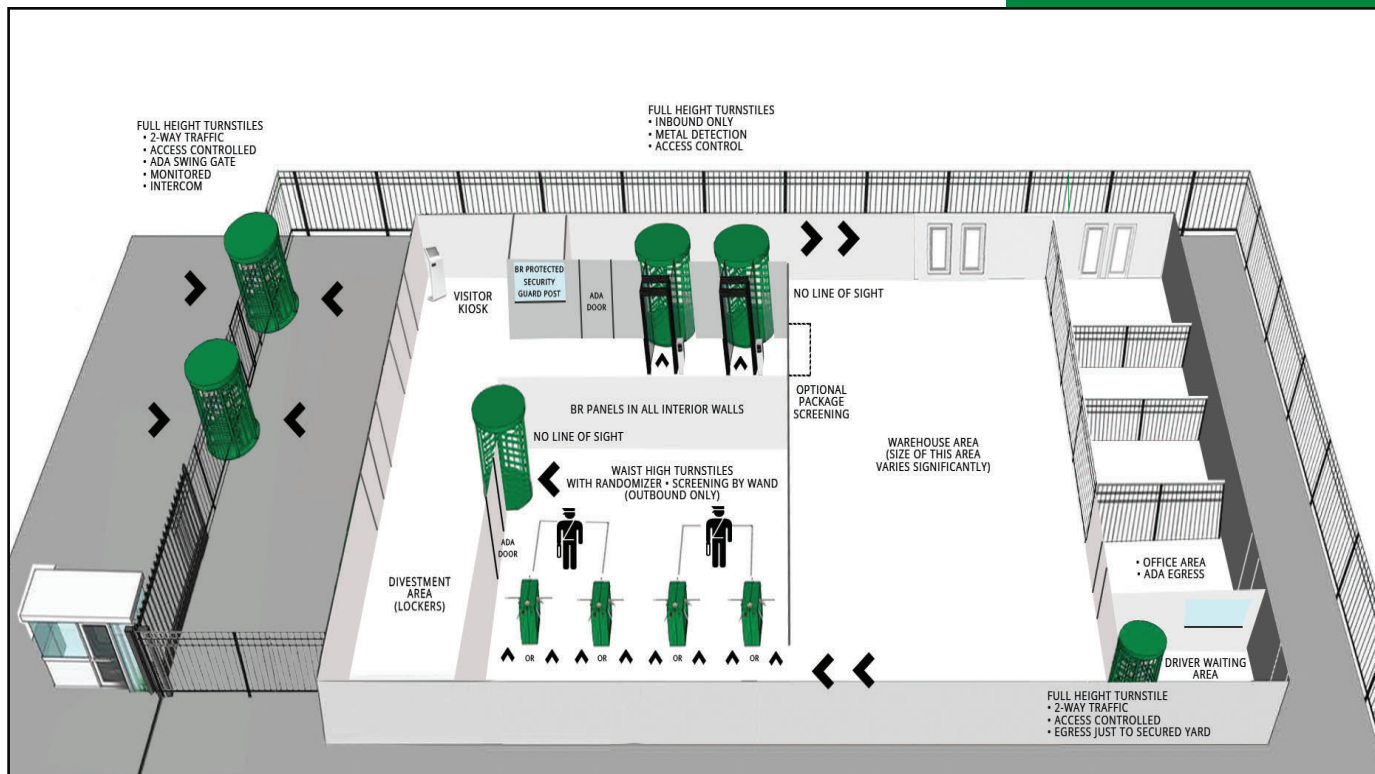 FULL HEIGHT TURNSTILES
• 2-WAY TRAFFIC
• ACCESS CONTROLLED
• ADA SWING GATE
• MONITORED
• INTERCOM
FULL HEIGHT TURNSTILES
• INBOUND ONLY
• METAL DETECTION
• ACCESS CONTROL
VISITOR
KIOSK
BR PROTECTED
SECURITY
GUARD POST
ADA
DOOR
NO LINE OF SIGHT
OPTIONAL
PACKAGE
SCREENING
BR PANELS IN ALL INTERIOR WALLS
NO LINE OF SIGHT
WAIST HIGH TURNSTILES
WITH RANDOMIZER • SCREENING BY WAND
(OUTBOUND ONLY)
WAREHOUSE AREA
(SIZE OF THIS AREA
VARIES SIGNIFICANTLY)
ADA
DOOR
DIVESTMENT
AREA
(LOCKERS)
OR
OR
OR
OR
• OFFICE AREA
• ADA EGRESS
DRIVER WAITING
AREA
FULL HEIGHT TURNSTILE
• 2-WAY TRAFFIC
• ACCESS CONTROLLED
• EGRESS JUST TO SECURED YARD